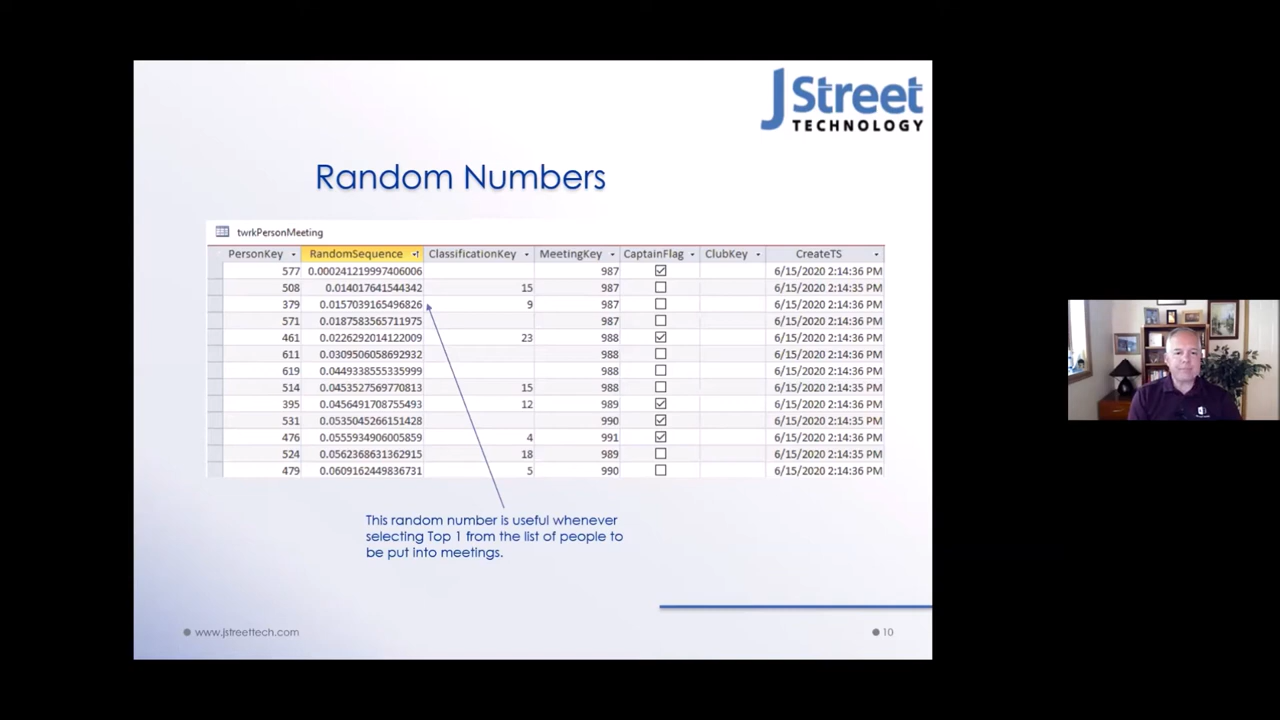 J Street
TECHNOLOGY
Random Numbers
twrkPersonMeeting
PersonKey RandomSequence ClassificationKey MeetingKey CaptainFlag ClubKey CreateTS
577 0.000241219997406006 987 6/15/2020 2:14:36 PM
508 0.014017641544342 15 987 6/15/2020 2:14:35 PM
379 0.0157039165496826 9 987 6/15/2020 2:14:36 PM
571 0.0187583565711975 987 6/15/2020 2:14:36 PM
461 0.0226292014122009 23 988 6/15/2020 2:14:36 PM
611 0.0309506058692932 988 6/15/2020 2:14:36 PM
619 0.0449338555335999 988 6/15/2020 2:14:36 PM
514 0.0453527569770813 15 988 6/15/2020 2:14:35 PM
395 0.0456491708755493 12 989 6/15/2020 2:14:36 PM
531 0.0535045266151428 990 6/15/2020 2:14:35 PM
476 0.0555934906005859 4 991 6/15/2020 2:14:36 PM
524 0.0562368631362915 18 989 6/15/2020 2:14:35 PM
479 0.0609162449836731 5 990 6/15/2020 2:14:36 PM
This random number is useful whenever
selecting Top 1 from the list of people to
be put into meetings.
www.jstreettech.com
10